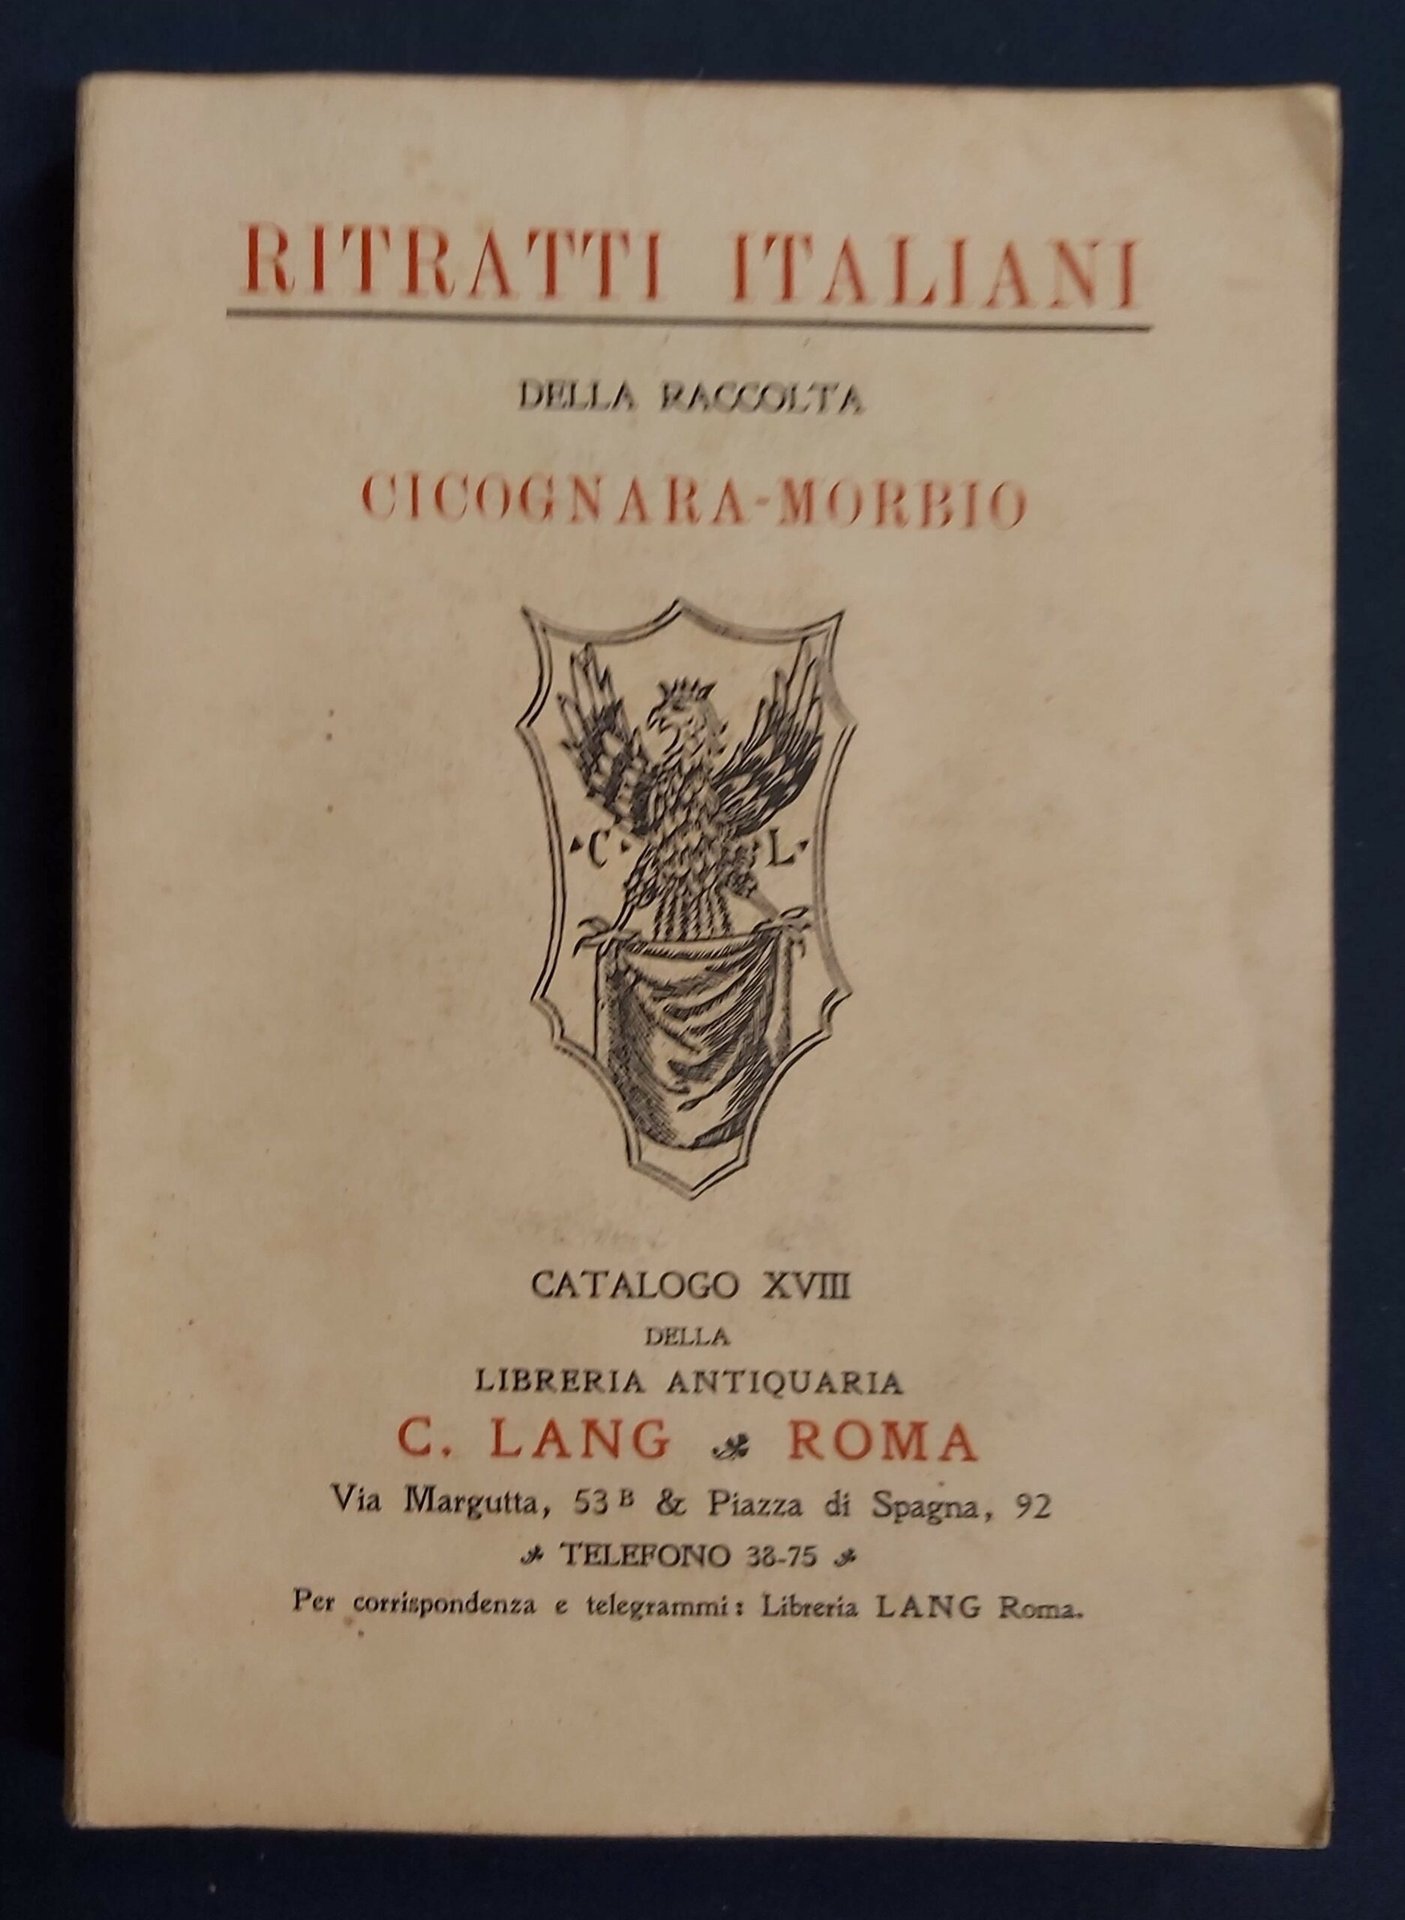 RITRATTI ITALIANI
DELLA RACCOLTA
CICOGNARA-MORBIO
C L
CATALOGO XVIII
DELLA
LIBRERIA ANTIQUARIA
C. LANG ROMA
Via Margutta, 53 B & Piazza di Spagna, 92
TELEFONO 38-75
Per corrispondenza e telegrammi: Libreria LANG Roma.